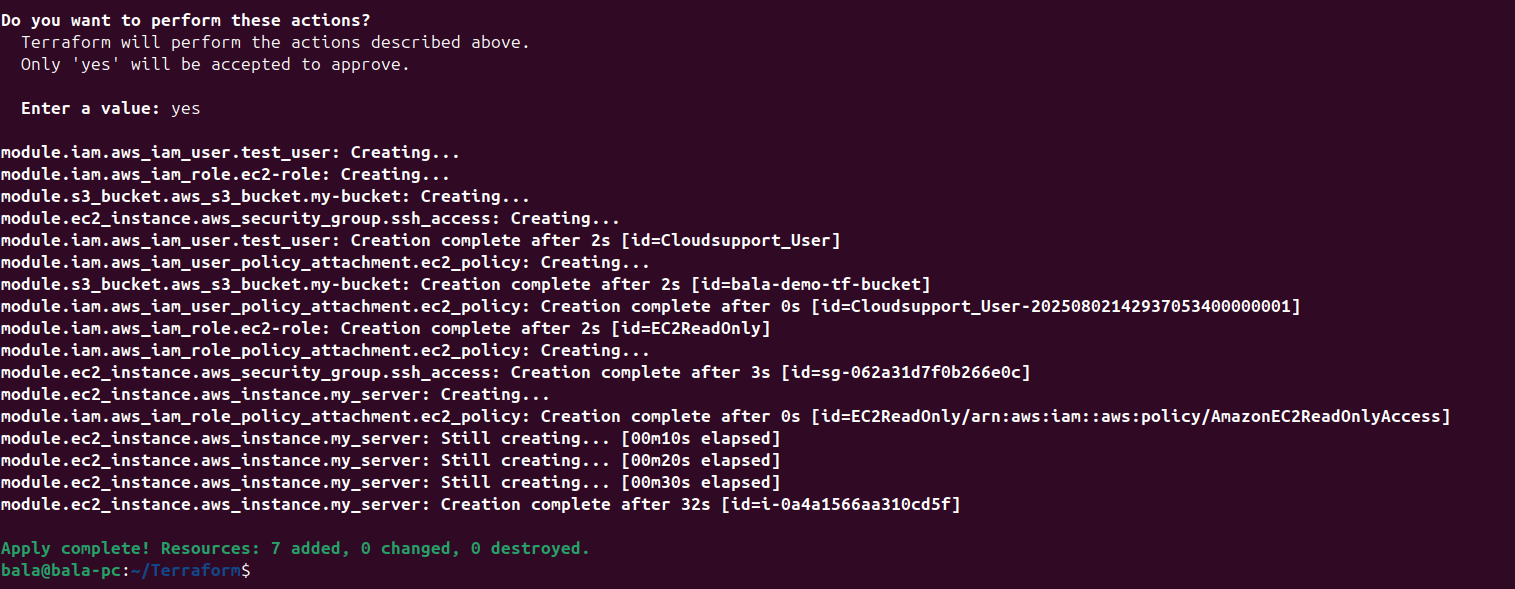 Do you want to perform these actions?
  Terraform will perform the actions described above.
  Only 'yes' will be accepted to approve.

  Enter a value: yes

module.iam.aws_iam_user.test_user: Creating...
module.iam.aws_iam_role.ec2-role: Creating...
module.s3_bucket.aws_s3_bucket.my-bucket: Creating...
module.ec2_instance.aws_security_group.ssh_access: Creating...
module.iam.aws_iam_user.test_user: Creation complete after 2s [id=Cloudsupport_User]
module.iam.aws_iam_user_policy_attachment.ec2_policy: Creating...
module.s3_bucket.aws_s3_bucket.my-bucket: Creation complete after 2s [id=bala-demo-tf-bucket]
module.iam.aws_iam_user_policy_attachment.ec2_policy: Creation complete after 0s [id=Cloudsupport_User-20250802142937053400000001]
module.iam.aws_iam_role.ec2-role: Creation complete after 2s [id=EC2ReadOnly]
module.iam.aws_iam_role_policy_attachment.ec2_policy: Creating...
module.ec2_instance.aws_security_group.ssh_access: Creation complete after 3s [id=sg-062a31d7f0b266e0c]
module.ec2_instance.aws_instance.my_server: Creating...
module.iam.aws_iam_role_policy_attachment.ec2_policy: Creation complete after 0s [id=EC2ReadOnly/arn:aws:iam::aws:policy/AmazonEC2ReadOnlyAccess]
module.ec2_instance.aws_instance.my_server: Still creating... [00m10s elapsed]
module.ec2_instance.aws_instance.my_server: Still creating... [00m20s elapsed]
module.ec2_instance.aws_instance.my_server: Still creating... [00m30s elapsed]
module.ec2_instance.aws_instance.my_server: Creation complete after 32s [id=i-0a4a1566aa310cd5f]

Apply complete! Resources: 7 added, 0 changed, 0 destroyed.
bala@bala-pc:~/Terraform$